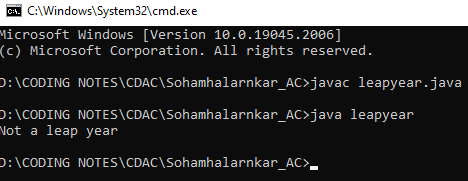 C:\Windows\System32\cmd.exe
Microsoft Windows [Version 10.0.19045.2006]
(c) Microsoft Corporation. All rights reserved.
D:\CODING NOTES\CDAC\Sohamhalarnkar_AC>javac leapyear.java
D:\CODING NOTES\CDAC\Sohamhalarnkar_AC>java leapyear
Not a leap year
D:\CODING NOTES\CDAC\Sohamhalarnkar_AC>